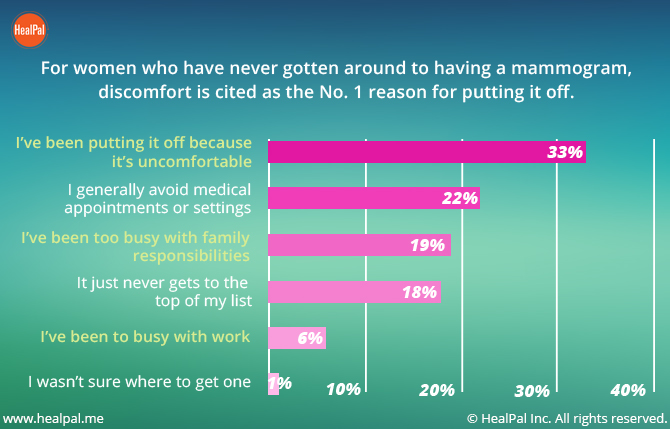 HealPal
For women who have never gotten around to having a mammogram,
discomfort is cited as the No. 1 reason for putting it off.
I've been putting it off because
it's uncomfortable
33%
I generally avoid medical
appointments or settings
22%
I've been too busy with family
responsibilities
19%
It just never gets to the
top of my list
18%
I've been to busy with work
6%
I wasn't sure where to get one
1%
10%
20%
30%
40%
www.healpal.me
© HealPal Inc. All rights reserved.